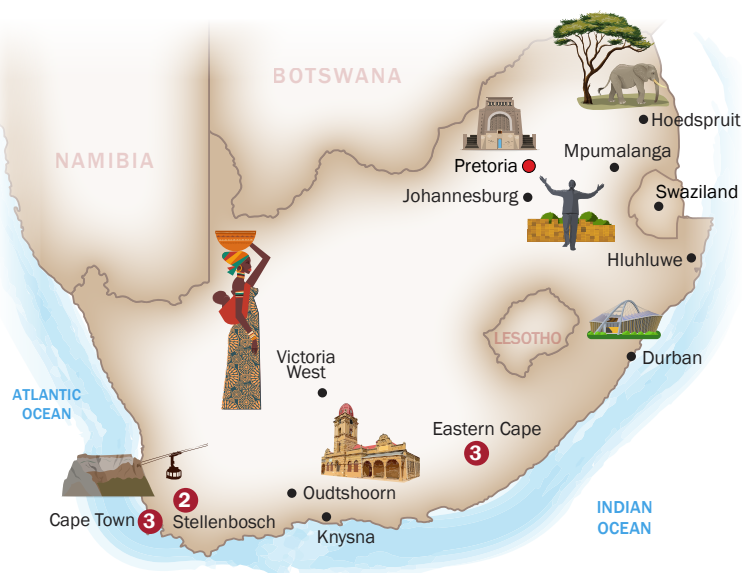 BOTSWANA
Hoedspruit
Mpumalanga
NAMIBIA
Pretoria
Swaziland
Johannesburg
Hluhluwe
LESOTHO
Durban
Victoria
West
ATLANTIC
OCEAN
Eastern Cape
3
Oudtshoorn
2
INDIAN
OCEAN
Cape Town
3
Stellenbosch
Knysna